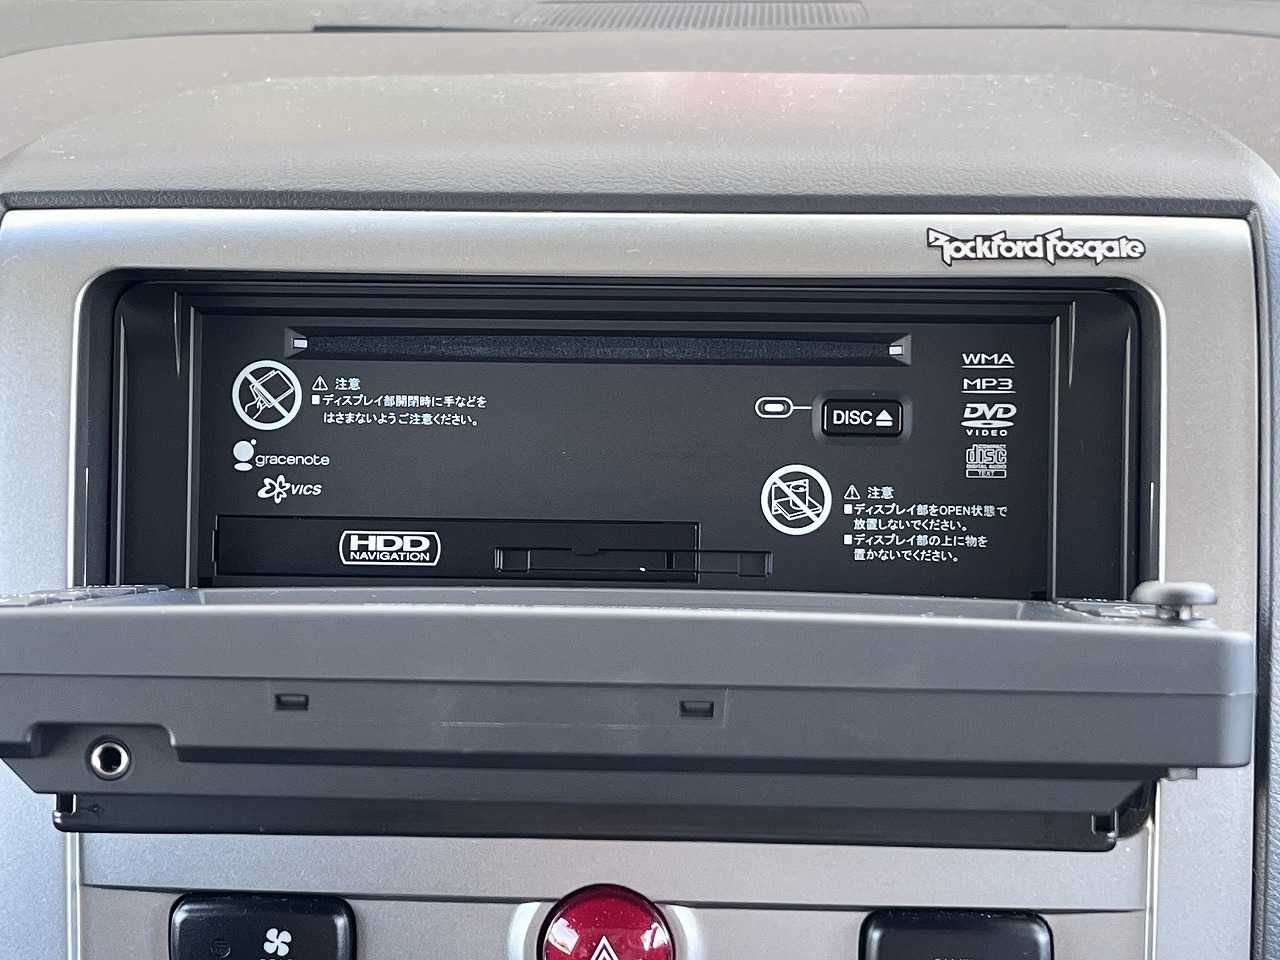 Rockford Fosgate
注意
■ディスプレイ部開閉時に手などを
はさまないようご注意ください。
gracenote
VICS
HDD
NAVIGATION
DISC
WMA
MP3
DVD
VIDEO
disc
DIGITAL AUDIO
TEXT
注意
■ディスプレイ部をOPEN状態で
放置しないでください。
■ディスプレイ部の上に物を
置かないでください。